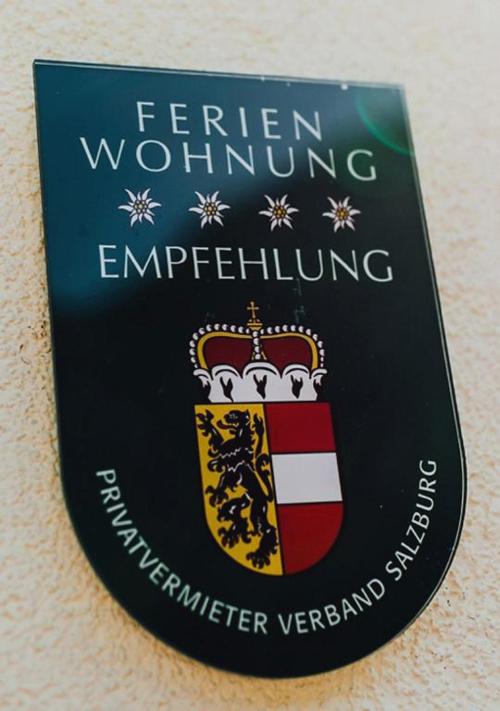 FERIEN
WOHNUNG
EMPFEHLUNG
PRIVATVERMIETER VERBAND SALZBURG